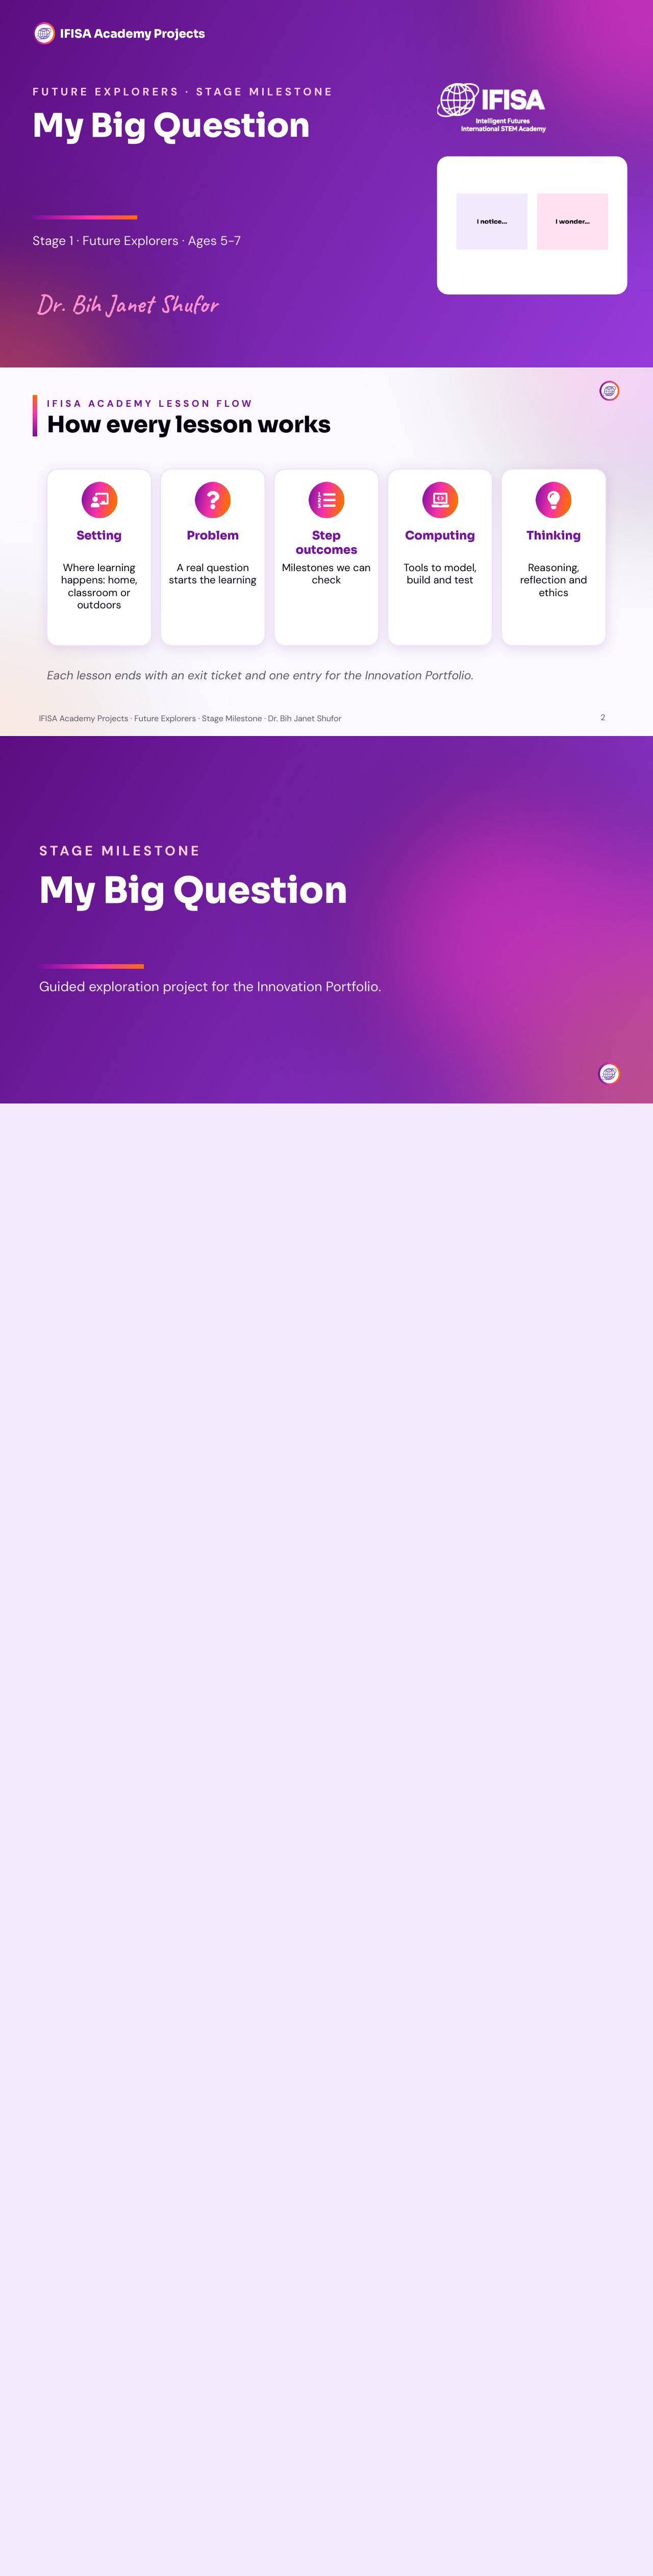 IFISA Academy Projects
FUTURE EXPLORERS · STAGE MILESTONE
My Big Question
Stage 1 · Future Explorers · Ages 5-7
Dr. Bih Janet Shufor
IFISA
Intelligent Futures
International STEM Academy
I notice...
I wonder...
IFISA ACADEMY LESSON FLOW
How every lesson works
Setting
Where learning
happens: home,
classroom or
outdoors
Problem
A real question
starts the learning
Step
outcomes
Milestones we can
check
Computing
Tools to model,
build and test
Thinking
Reasoning,
reflection and
ethics
Each lesson ends with an exit ticket and one entry for the Innovation Portfolio.
IFISA Academy Projects · Future Explorers · Stage Milestone · Dr. Bih Janet Shufor
2
STAGE MILESTONE
My Big Question
Guided exploration project for the Innovation Portfolio.